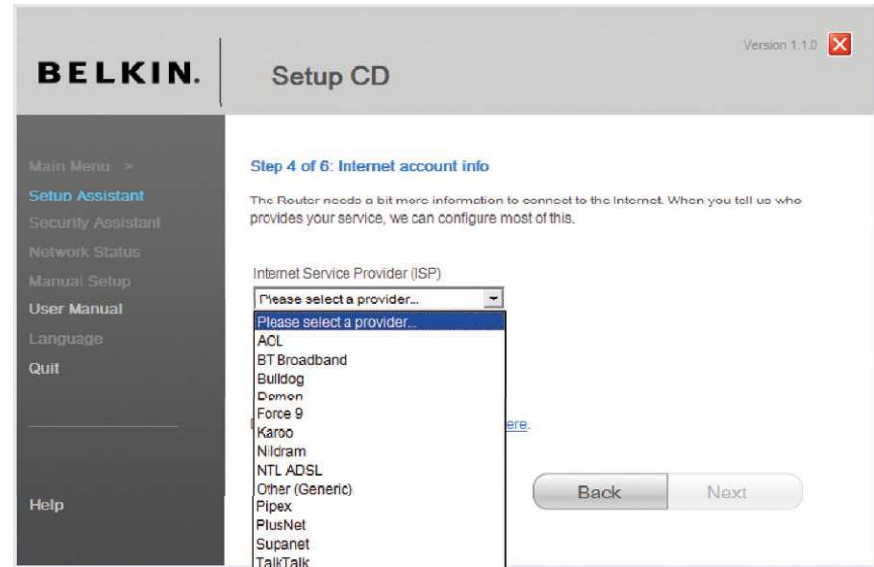 Version 1.1.0
BELKIN.
Setup CD
Main Menu >
Setup Assistant
Security Assistant
Network Status
Manual Setup
User Manual
Language
Quit
Help
Step 4 of 6: Internet account info
The Router needs a bit more information to connect to the Internet. When you tell us who
provides your service, we can configure most of this.
Internet Service Provider (ISP)
Please select a provider...
Please select a provider...
AOL
BT Broadband
Bulldog
Demon
Force 9
Karoo
Nildram
NTL ADSL
Other (Generic)
Pipex
PlusNet
Supanet
TalkTalk
ere.
Back
Next